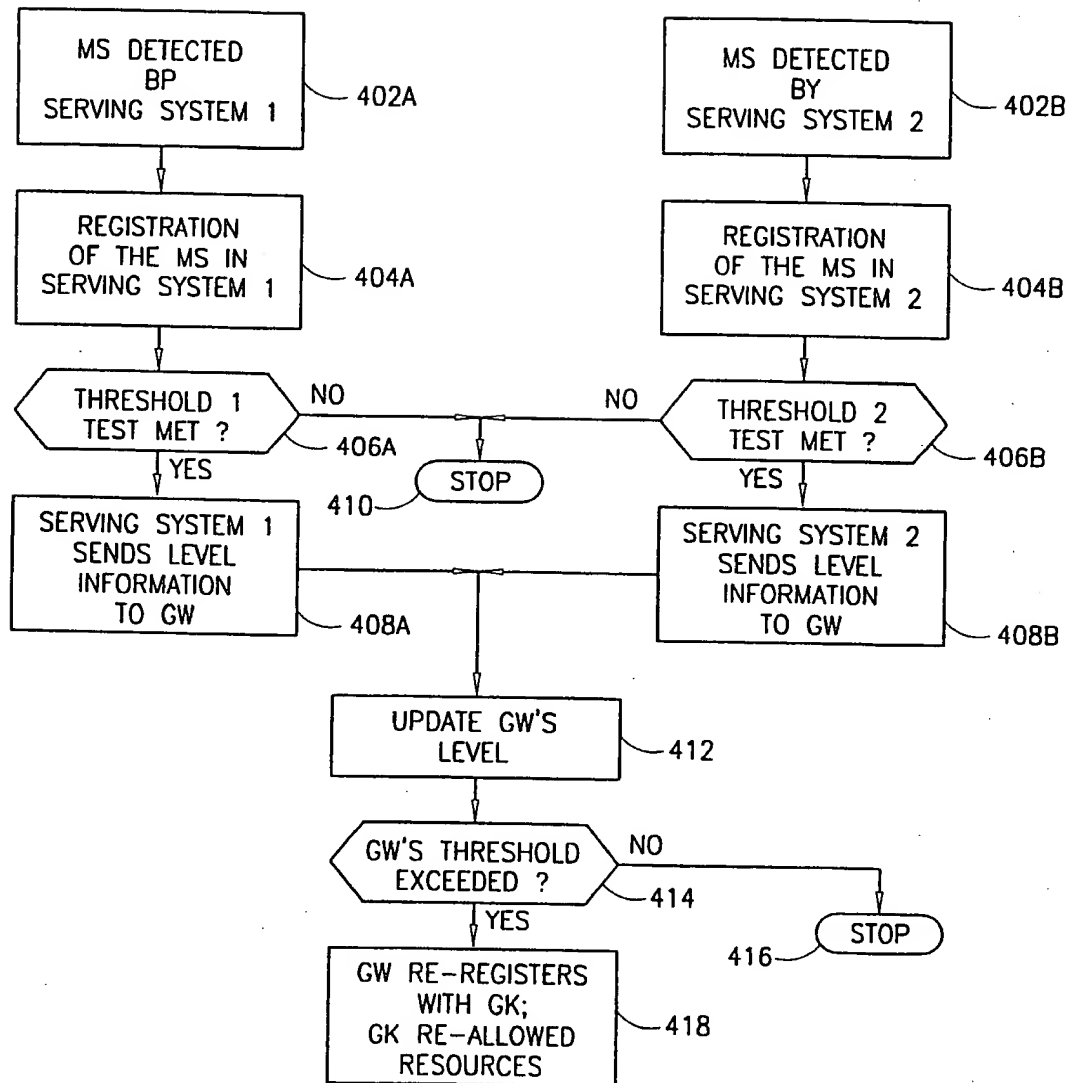 MS DETECTED
BP
SERVING SYSTEM 1
402A
MS DETECTED
BY
SERVING SYSTEM 2
402B
REGISTRATION
OF THE MS IN
SERVING SYSTEM 1
404A
REGISTRATION
OF THE MS IN
SERVING SYSTEM 2
404B
THRESHOLD 1
TEST MET ?
NO
406A
YES
NO
THRESHOLD 2
TEST MET ?
406B
YES
STOP
410
SERVING SYSTEM 1
SENDS LEVEL
INFORMATION
TO GW
408A
SERVING SYSTEM 2
SENDS LEVEL
INFORMATION
TO GW
408B
UPDATE GW'S
LEVEL
412
GW'S THRESHOLD
EXCEEDED ?
NO
414
YES
STOP
416
GW RE-REGISTERS
WITH GK;
GK RE-ALLOWED
RESOURCES
418